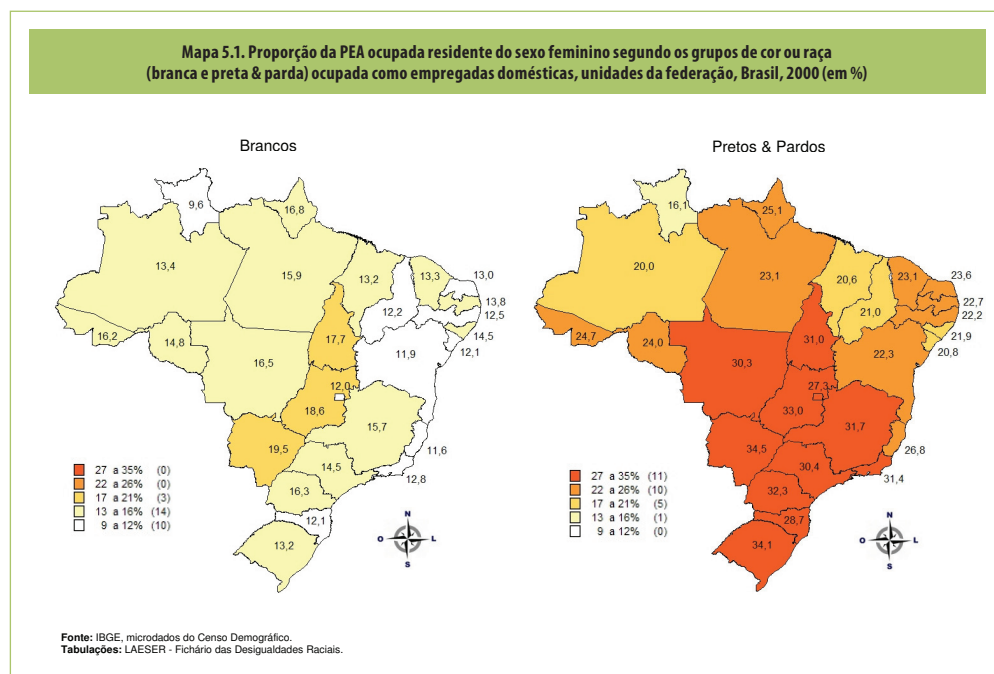 Mapa 5.1. Proporção da PEA ocupada residente do sexo feminino segundo os grupos de cor ou raça
(branca e preta & parda) ocupada como empregadas domésticas, unidades da federação, Brasil, 2000 (em %)
Brancos
9,6
16,8
13,4
15,9
13,2
13,3
13,0
13,8
12,5
14,5
12,1
12,2
11,9
16,2
14,8
16,5
17,7
12,0
18,6
15,7
19,5
11,6
14,5
12,8
16,3
12,1
13,2
27 a 35% (0)
22 a 26% (0)
17 a 21% (3)
13 a 16% (14)
9 a 12% (10)
N
O L
S
Pretos & Pardos
16,1
25,1
20,0
23,1
20,6
23,1
23,6
22,7
22,2
21,9
20,8
21,0
22,3
24,7
24,0
30,3
31,0
27,3
33,0
31,7
34,5
26,8
30,4
31,4
32,3
28,7
34,1
27 a 35% (11)
22 a 26% (10)
17 a 21% (5)
13 a 16% (1)
9 a 12% (0)
N
O L
S
Fonte: IBGE, microdados do Censo Demográfico.
Tabulações: LAESER - Fichário das Desigualdades Raciais.